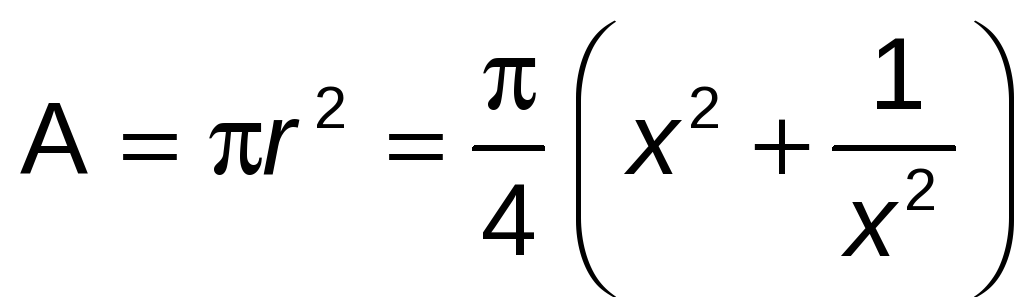 A = πr² = π/4 (x² + 1/x²)